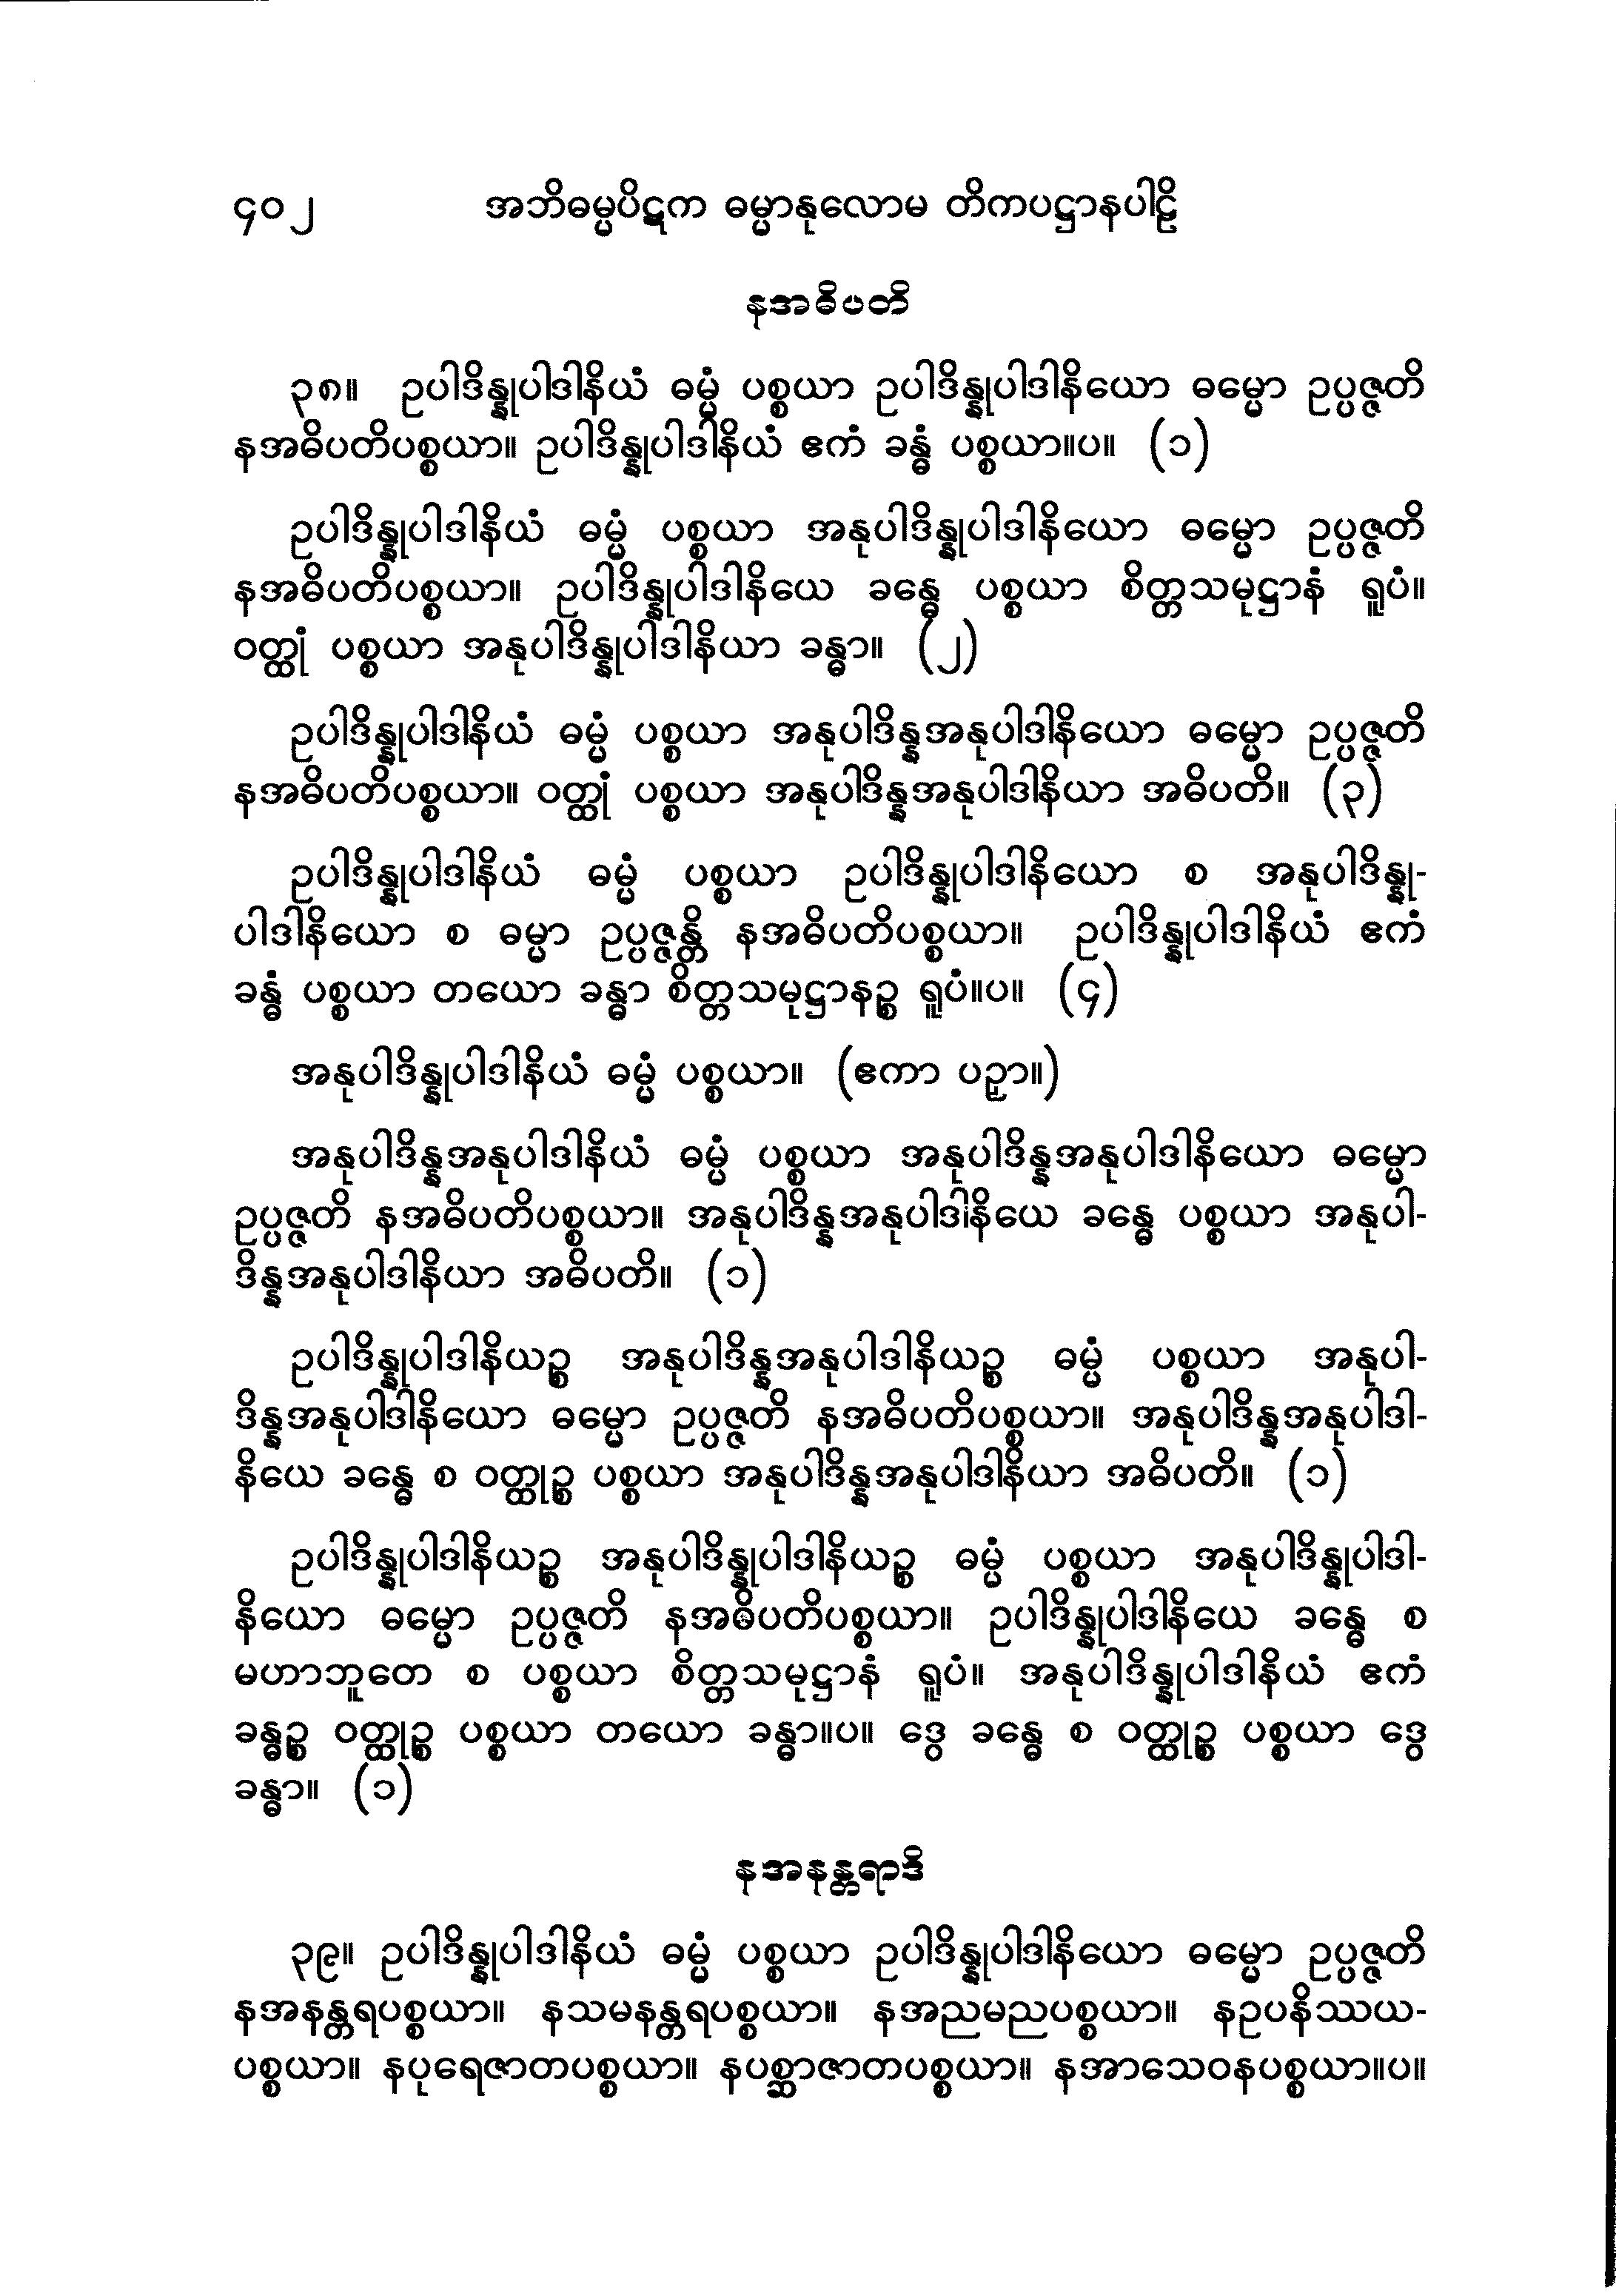 ၄၀၂ အဘိဓမ္မပိဋက ဓမ္မာနုလောမ တိကပဋ္ဌာနပါဠိ
နအဓိပတိ
၃၈။ ဥပါဒိန္နုပါဒါနိယံ ဓမ္မံ ပစ္စယာ ဥပါဒိန္နုပါဒါနိယော ဓမ္မော ဥပ္ပဇ္ဇတိ
နအဓိပတိပစ္စယာ။ ဥပါဒိန္နုပါဒါနိယံ ဧကံ ခန္ဓံ ပစ္စယာ။ပ။ (၁)
ဥပါဒိန္နုပါဒါနိယံ ဓမ္မံ ပစ္စယာ အနုပါဒိန္နုပါဒါနိယော ဓမ္မော ဥပ္ပဇ္ဇတိ
နအဓိပတိပစ္စယာ။ ဥပါဒိန္နုပါဒါနိယေ ခန္ဓေ ပစ္စယာ စိတ္တသမုဋ္ဌာနံ ရူပံ။
ဝတ္ထုံ ပစ္စယာ အနုပါဒိန္နုပါဒါနိယာ ခန္ဓာ။ (၂)
ဥပါဒိန္နုပါဒါနိယံ ဓမ္မံ ပစ္စယာ အနုပါဒိန္နအနုပါဒါနိယော ဓမ္မော ဥပ္ပဇ္ဇတိ
နအဓိပတိပစ္စယာ။ ဝတ္ထုံ ပစ္စယာ အနုပါဒိန္နအနုပါဒါနိယာ အဓိပတိ။ (၃)
ဥပါဒိန္နုပါဒါနိယံ ဓမ္မံ ပစ္စယာ ဥပါဒိန္နုပါဒါနိယော စ အနုပါဒိန္နု-
ပါဒါနိယော စ ဓမ္မာ ဥပ္ပဇ္ဇန္တိ နအဓိပတိပစ္စယာ။ ဥပါဒိန္နုပါဒါနိယံ ဧကံ
ခန္ဓံ ပစ္စယာ တယော ခန္ဓာ စိတ္တသမုဋ္ဌာနဉ္စ ရူပံ။ပ။ (၄)
အနုပါဒိန္နုပါဒါနိယံ ဓမ္မံ ပစ္စယာ။ (ဧကာ ပဉှာ။)
အနုပါဒိန္နအနုပါဒါနိယံ ဓမ္မံ ပစ္စယာ အနုပါဒိန္နအနုပါဒါနိယော ဓမ္မော
ဥပ္ပဇ္ဇတိ နအဓိပတိပစ္စယာ။ အနုပါဒိန္နအနုပါဒါနိယေ ခန္ဓေ ပစ္စယာ အနုပါ-
ဒိန္နအနုပါဒါနိယာ အဓိပတိ။ (၁)
ဥပါဒိန္နုပါဒါနိယဉ္စ အနုပါဒိန္နအနုပါဒါနိယဉ္စ ဓမ္မံ ပစ္စယာ အနုပါ-
ဒိန္နအနုပါဒါနိယော ဓမ္မော ဥပ္ပဇ္ဇတိ နအဓိပတိပစ္စယာ။ အနုပါဒိန္နအနုပါဒါ-
နိယေ ခန္ဓေ စ ဝတ္ထုဉ္စ ပစ္စယာ အနုပါဒိန္နအနုပါဒါနိယာ အဓိပတိ။ (၁)
ဥပါဒိန္နုပါဒါနိယဉ္စ အနုပါဒိန္နုပါဒါနိယဉ္စ ဓမ္မံ ပစ္စယာ အနုပါဒိန္နုပါဒါ-
နိယော ဓမ္မော ဥပ္ပဇ္ဇတိ နအဓိပတိပစ္စယာ။ ဥပါဒိန္နုပါဒါနိယေ ခန္ဓေ စ
မဟာဘူတေ စ ပစ္စယာ စိတ္တသမုဋ္ဌာနံ ရူပံ။ အနုပါဒိန္နုပါဒါနိယံ ဧကံ
ခန္ဓဉ္စ ဝတ္ထုဉ္စ ပစ္စယာ တယော ခန္ဓာ။ပ။ ဒွေ ခန္ဓေ စ ဝတ္ထုဉ္စ ပစ္စယာ ဒွေ
ခန္ဓာ။ (၁)
နအနန္တရာဒိ
၃၉။ ဥပါဒိန္နုပါဒါနိယံ ဓမ္မံ ပစ္စယာ ဥပါဒိန္နုပါဒါနိယော ဓမ္မော ဥပ္ပဇ္ဇတိ
နအနန္တရပစ္စယာ။ နသမနန္တရပစ္စယာ။ နအညမညပစ္စယာ။ နဥပနိဿယ-
ပစ္စယာ။ နပုရေဇာတပစ္စယာ။ နပစ္ဆာဇာတပစ္စယာ။ နအာသေဝနပစ္စယာ။ပ။